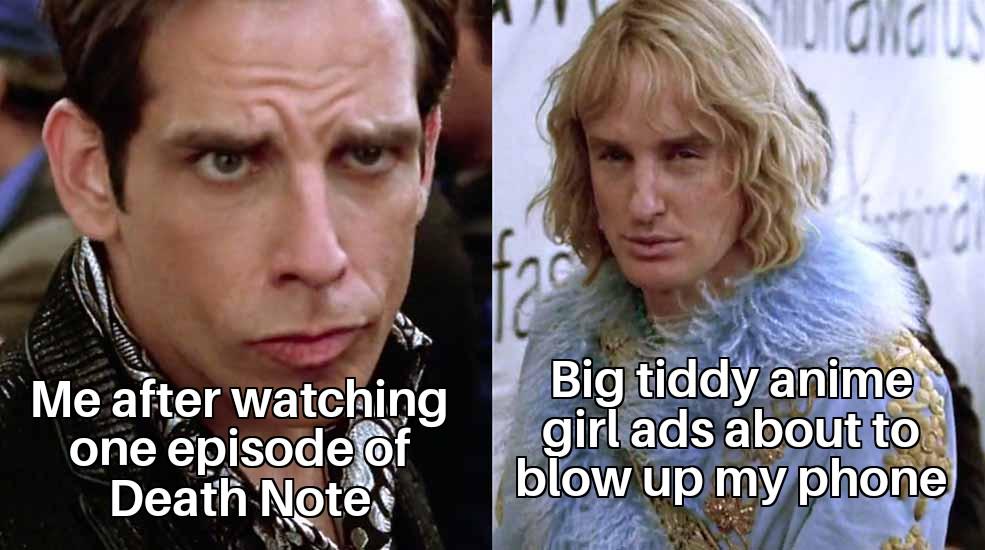 Me after watching
one episode of
Death Note
Big tiddy anime
girl ads about to
blow up my phone